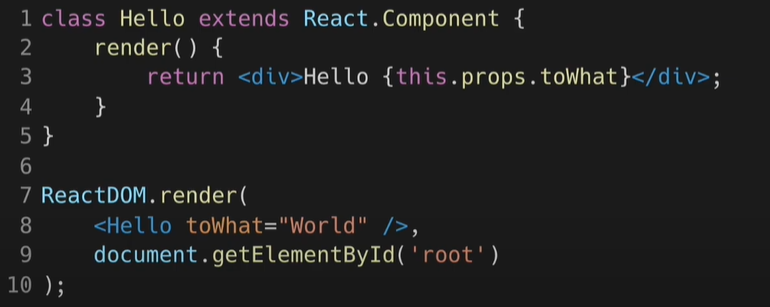 1 class Hello extends React.Component {
2     render() {
3         return <div>Hello {this.props.toWhat}</div>;
4     }
5 }
6
7 ReactDOM.render(
8     <Hello toWhat="World" />,
9     document.getElementById('root')
10 );